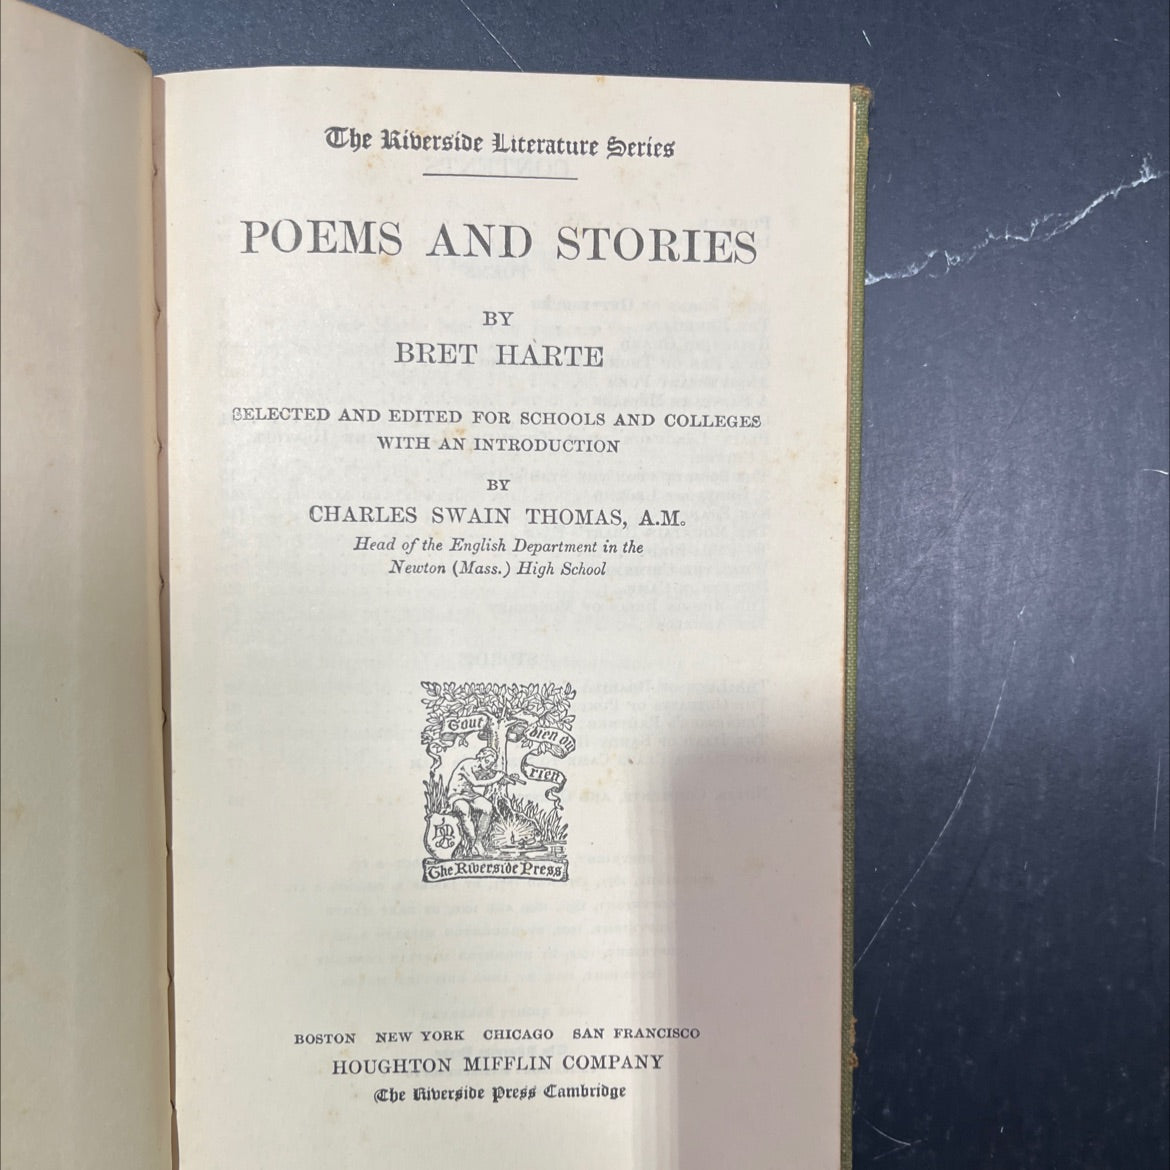 The Riverside Literature Series
POEMS AND STORIES
BY
BRET HARTE
SELECTED AND EDITED FOR SCHOOLS AND COLLEGES
WITH AN INTRODUCTION
BY
CHARLES SWAIN THOMAS, A.M.
Head of the English Department in the
Newton (Mass.) High School
Tout
bien ou
rien
The Riverside Press
BOSTON NEW YORK CHICAGO SAN FRANCISCO
HOUGHTON MIFFLIN COMPANY
The Riverside Press Cambridge